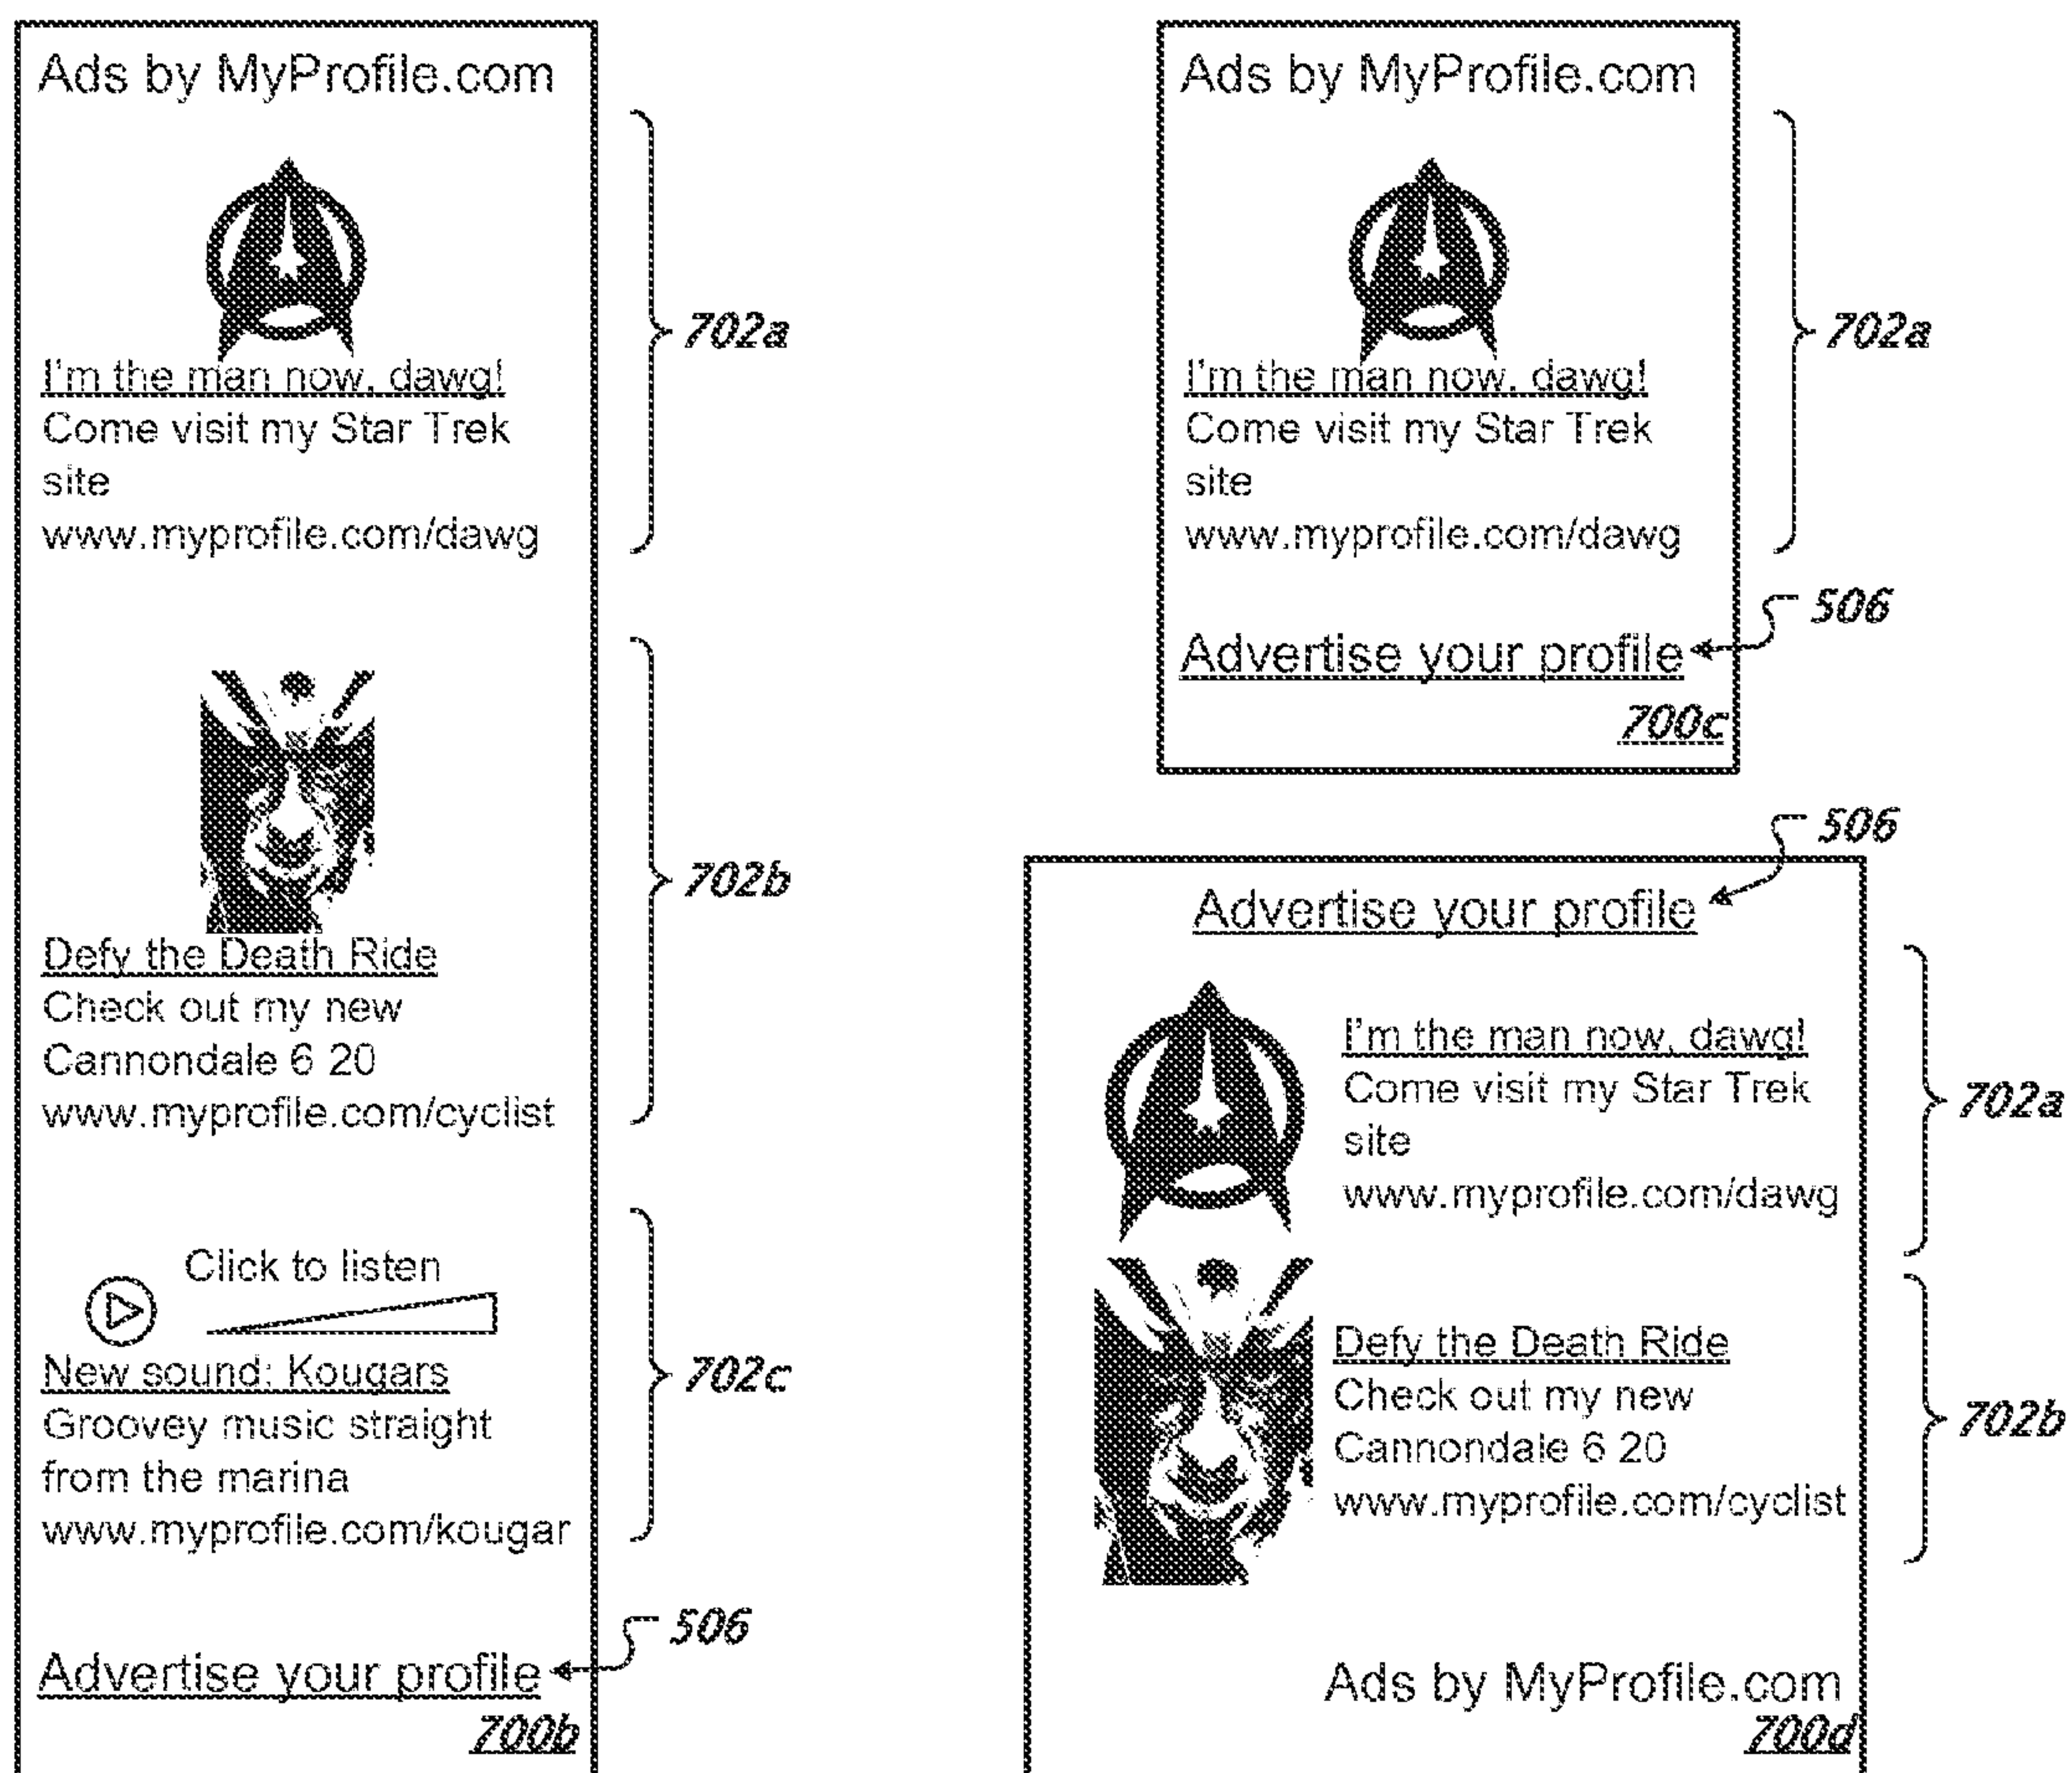 Ads by MyProfile.com
702a
I'm the man now, dawg!
Come visit my Star Trek
site
www.myprofile.com/dawg
702b
Defy the Death Ride
Check out my new
Cannondale 6 20
www.myprofile.com/cyclist
702c
Click to listen
New sound: Kougars
Groovey music straight
from the marina
www.myprofile.com/kougar
506
Advertise your profile
700b
Ads by MyProfile.com
702a
I'm the man now, dawg!
Come visit my Star Trek
site
www.myprofile.com/dawg
506
Advertise your profile
700c
506
Advertise your profile
I'm the man now, dawg!
Come visit my Star Trek
site
www.myprofile.com/dawg
702a
Defy the Death Ride
Check out my new
Cannondale 6 20
www.myprofile.com/cyclist
702b
Ads by MyProfile.com
700d